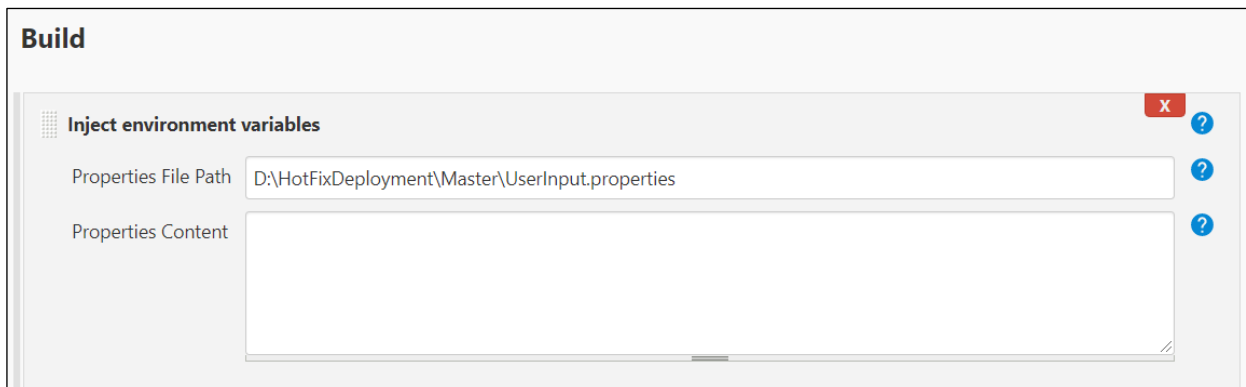 Build
X
Inject environment variables
?
Properties File Path
D:\HotFixDeployment\Master\UserInput.properties
?
Properties Content
?